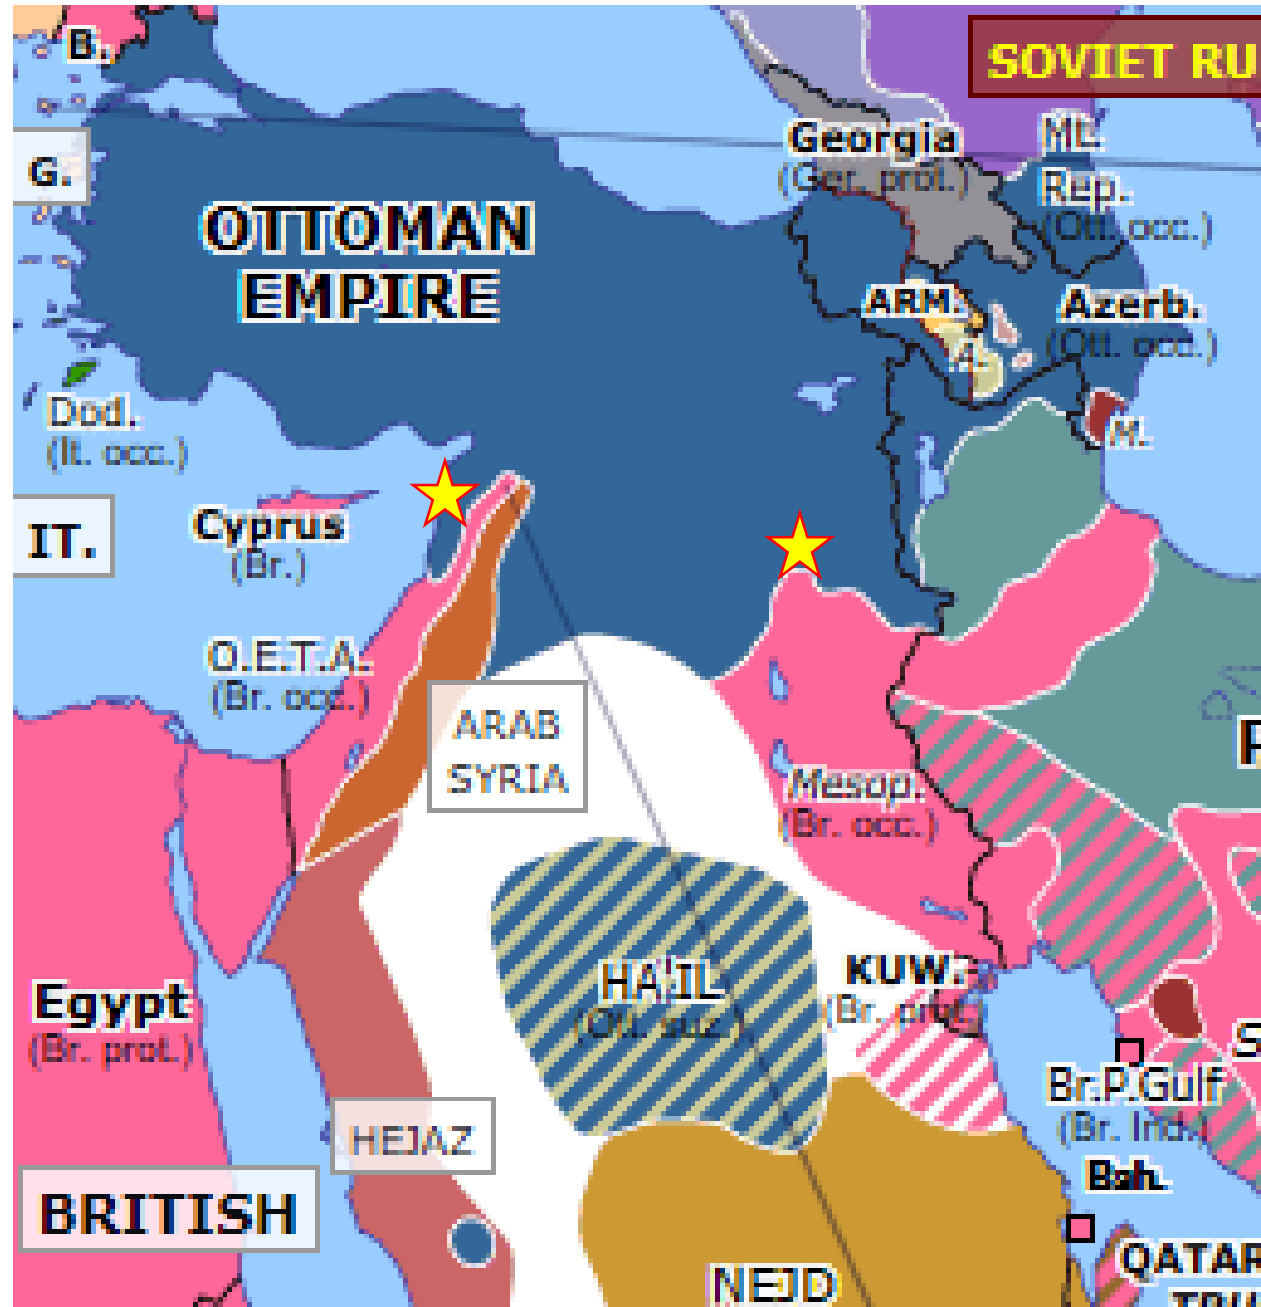 B.
SOVIET RU
Georgia
(Ger. prot.)
Mt.
Rep.
(Ott. occ.)
G.
OTTOMAN
EMPIRE
ARM.
Azerb.
(Ott. occ.)
A.
Dod.
(It. occ.)
M.
IT.
Cyprus
(Br.)
O.E.T.A.
(Br. occ.)
ARAB
SYRIA
P
Mesop.
(Br. occ.)
HA'IL
(Ott. suz.)
KUW.
(Br. prot.)
Egypt
(Br. prot.)
S
Br.P.Gulf
(Br. Ind.)
HEJAZ
Bah.
BRITISH
QATAR
NEJD
TRU